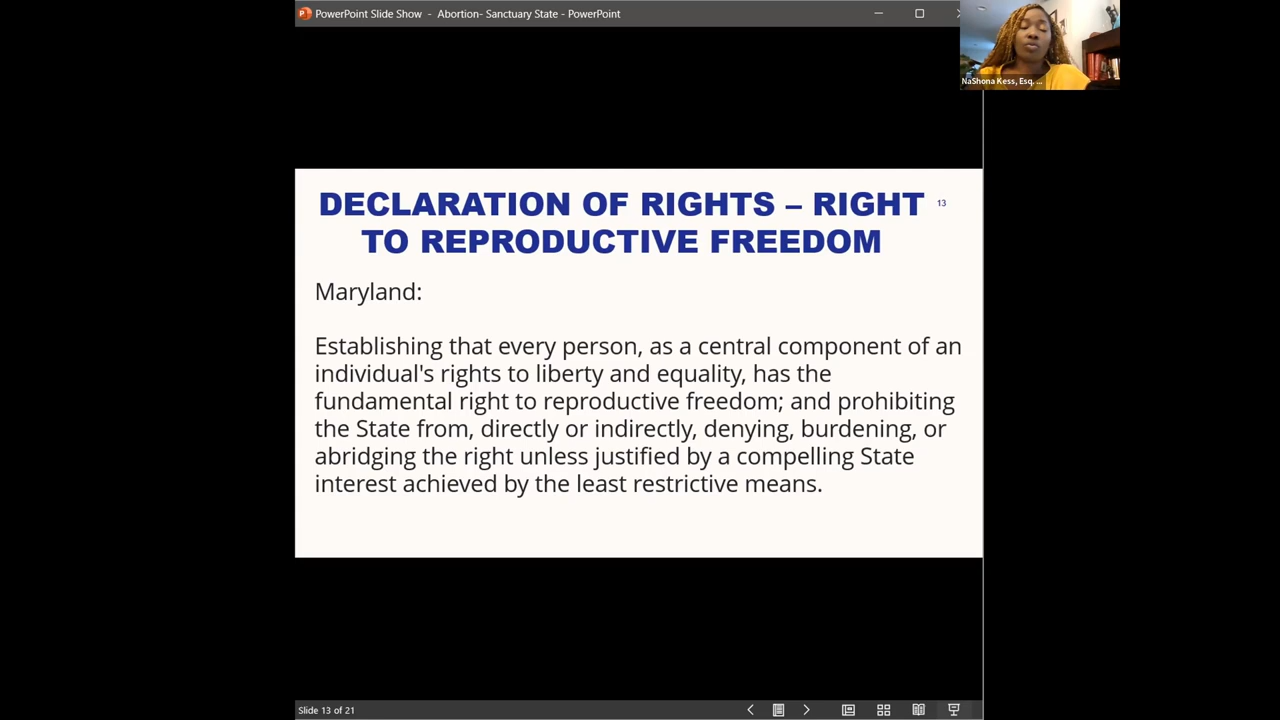 PowerPoint Slide Show - Abortion- Sanctuary State - PowerPoint
NaShona Kess, Esq. ...
DECLARATION OF RIGHTS – RIGHT
13
TO REPRODUCTIVE FREEDOM
Maryland:
Establishing that every person, as a central component of an
individual's rights to liberty and equality, has the
fundamental right to reproductive freedom; and prohibiting
the State from, directly or indirectly, denying, burdening, or
abridging the right unless justified by a compelling State
interest achieved by the least restrictive means.
Slide 13 of 21